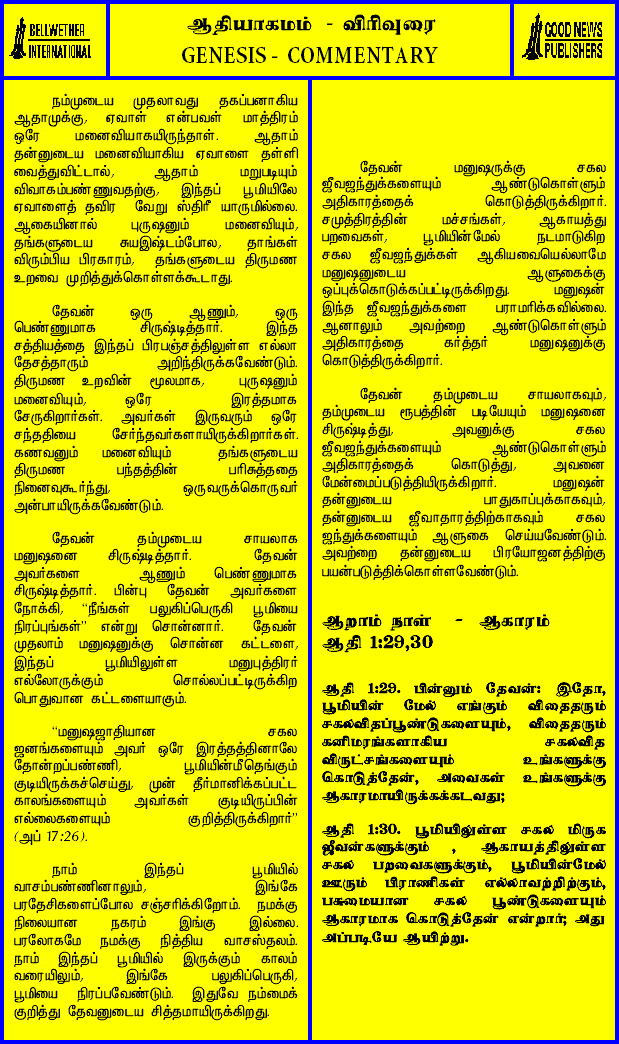 BELLWETHER
INTERNATIONAL
ஆதியாகமம் - விரிவுரை
GENESIS - COMMENTARY
GOOD NEWS
PUBLISHERS
நம்முடைய முதலாவது தகப்பனாகிய
ஆதாமுக்கு, ஏவாள் என்பவள் மாத்திரம்
ஒரே மனைவியாகயிருந்தாள். ஆதாம்
தன்னுடைய மனைவியாகிய ஏவாளை தள்ளி
வைத்துவிட்டால், ஆதாம் மறுபடியும்
விவாகம்பண்ணுவதற்கு, இந்தப் பூமியிலே
ஏவாளைத் தவிர வேறு ஸ்திரீ யாருமில்லை.
ஆகையினால் புருஷனும் மனைவியும்,
தங்களுடைய சுயஇஷ்டம்போல, தாங்கள்
விரும்பிய பிரகாரம், தங்களுடைய திருமண
உறவை முறித்துக்கொள்ளக்கூடாது.
தேவன் ஒரு ஆணும், ஒரு
பெண்ணுமாக சிருஷ்டித்தார். இந்த
சத்தியத்தை இந்தப் பிரபஞ்சத்திலுள்ள எல்லா
தேசத்தாரும் அறிந்திருக்கவேண்டும்.
திருமண உறவின் மூலமாக, புருஷனும்
மனைவியும், ஒரே இரத்தமாக
சேருகிறார்கள். அவர்கள் இருவரும் ஒரே
சந்ததியை சேர்ந்தவர்களாயிருக்கிறார்கள்.
கணவனும் மனைவியும் தங்களுடைய
திருமண பந்தத்தின் பரிசுத்ததை
நினைவுகூர்ந்து, ஒருவருக்கொருவர்
அன்பாயிருக்கவேண்டும்.
தேவன் தம்முடைய சாயலாக
மனுஷனை சிருஷ்டித்தார். தேவன்
அவர்களை ஆணும் பெண்ணுமாக
சிருஷ்டித்தார். பின்பு தேவன் அவர்களை
நோக்கி, “நீங்கள் பலுகிப்பெருகி பூமியை
நிரப்புங்கள்” என்று சொன்னார். தேவன்
முதலாம் மனுஷனுக்கு சொன்ன கட்டளை,
இந்தப் பூமியிலுள்ள மனுபுத்திரர்
எல்லோருக்கும் சொல்லப்பட்டிருக்கிற
பொதுவான கட்டளையாகும்.
“மனுஷஜாதியான சகல
ஜனங்களையும் அவர் ஒரே இரத்தத்தினாலே
தோன்றப்பண்ணி, பூமியின்மீதெங்கும்
குடியிருக்கச்செய்து, முன் தீர்மானிக்கப்பட்ட
காலங்களையும் அவர்கள் குடியிருப்பின்
எல்லைகளையும் குறித்திருக்கிறார்”
(அப் 17:26).
நாம் இந்தப் பூமியில்
வாசம்பண்ணினாலும், இங்கே
பரதேசிகளைப்போல சஞ்சரிக்கிறோம். நமக்கு
நிலையான நகரம் இங்கு இல்லை.
பரலோகமே நமக்கு நித்திய வாசஸ்தலம்.
நாம் இந்தப் பூமியில் இருக்கும் காலம்
வரையிலும், இங்கே பலுகிப்பெருகி,
பூமியை நிரப்பவேண்டும். இதுவே நம்மைக்
குறித்து தேவனுடைய சித்தமாயிருக்கிறது.
தேவன் மனுஷருக்கு சகல
ஜீவஜந்துக்களையும் ஆண்டுகொள்ளும்
அதிகாரத்தைக் கொடுத்திருக்கிறார்.
சமுத்திரத்தின் மச்சங்கள், ஆகாயத்து
பறவைகள், பூமியின்மேல் நடமாடுகிற
சகல ஜீவஜந்துக்கள் ஆகியவையெல்லாமே
மனுஷனுடைய ஆளுகைக்கு
ஒப்புக்கொடுக்கப்பட்டிருக்கிறது. மனுஷன்
இந்த ஜீவஜந்துக்களை பராமரிக்கவில்லை.
ஆனாலும் அவற்றை ஆண்டுகொள்ளும்
அதிகாரத்தை கர்த்தர் மனுஷனுக்கு
கொடுத்திருக்கிறார்.
தேவன் தம்முடைய சாயலாகவும்,
தம்முடைய ரூபத்தின் படியேயும் மனுஷனை
சிருஷ்டித்து, அவனுக்கு சகல
ஜீவஜந்துக்களையும் ஆண்டுகொள்ளும்
அதிகாரத்தைக் கொடுத்து, அவனை
மேன்மைப்படுத்தியிருக்கிறார். மனுஷன்
தன்னுடைய பாதுகாப்புக்காகவும்,
தன்னுடைய ஜீவாதாரத்திற்காகவும் சகல
ஜந்துக்களையும் ஆளுகை செய்யவேண்டும்.
அவற்றை தன்னுடைய பிரயோஜனத்திற்கு
பயன்படுத்திக்கொள்ளவேண்டும்.
ஆறாம் நாள் - ஆகாரம்
ஆதி 1:29,30
ஆதி 1:29. பின்னும் தேவன்: இதோ,
பூமியின் மேல் எங்கும் விதைதரும்
சகலவிதப்பூண்டுகளையும், விதைதரும்
கனிமரங்களாகிய சகலவித
விருட்சங்களையும் உங்களுக்கு
கொடுத்தேன், அவைகள் உங்களுக்கு
ஆகாரமாயிருக்கக்கடவது;
ஆதி 1:30. பூமியிலுள்ள சகல மிருக
ஜீவன்களுக்கும் , ஆகாயத்திலுள்ள
சகல பறவைகளுக்கும், பூமியின்மேல்
ஊரும் பிராணிகள் எல்லாவற்றிற்கும்,
பசுமையான சகல பூண்டுகளையும்
ஆகாரமாக கொடுத்தேன் என்றார்; அது
அப்படியே ஆயிற்று.